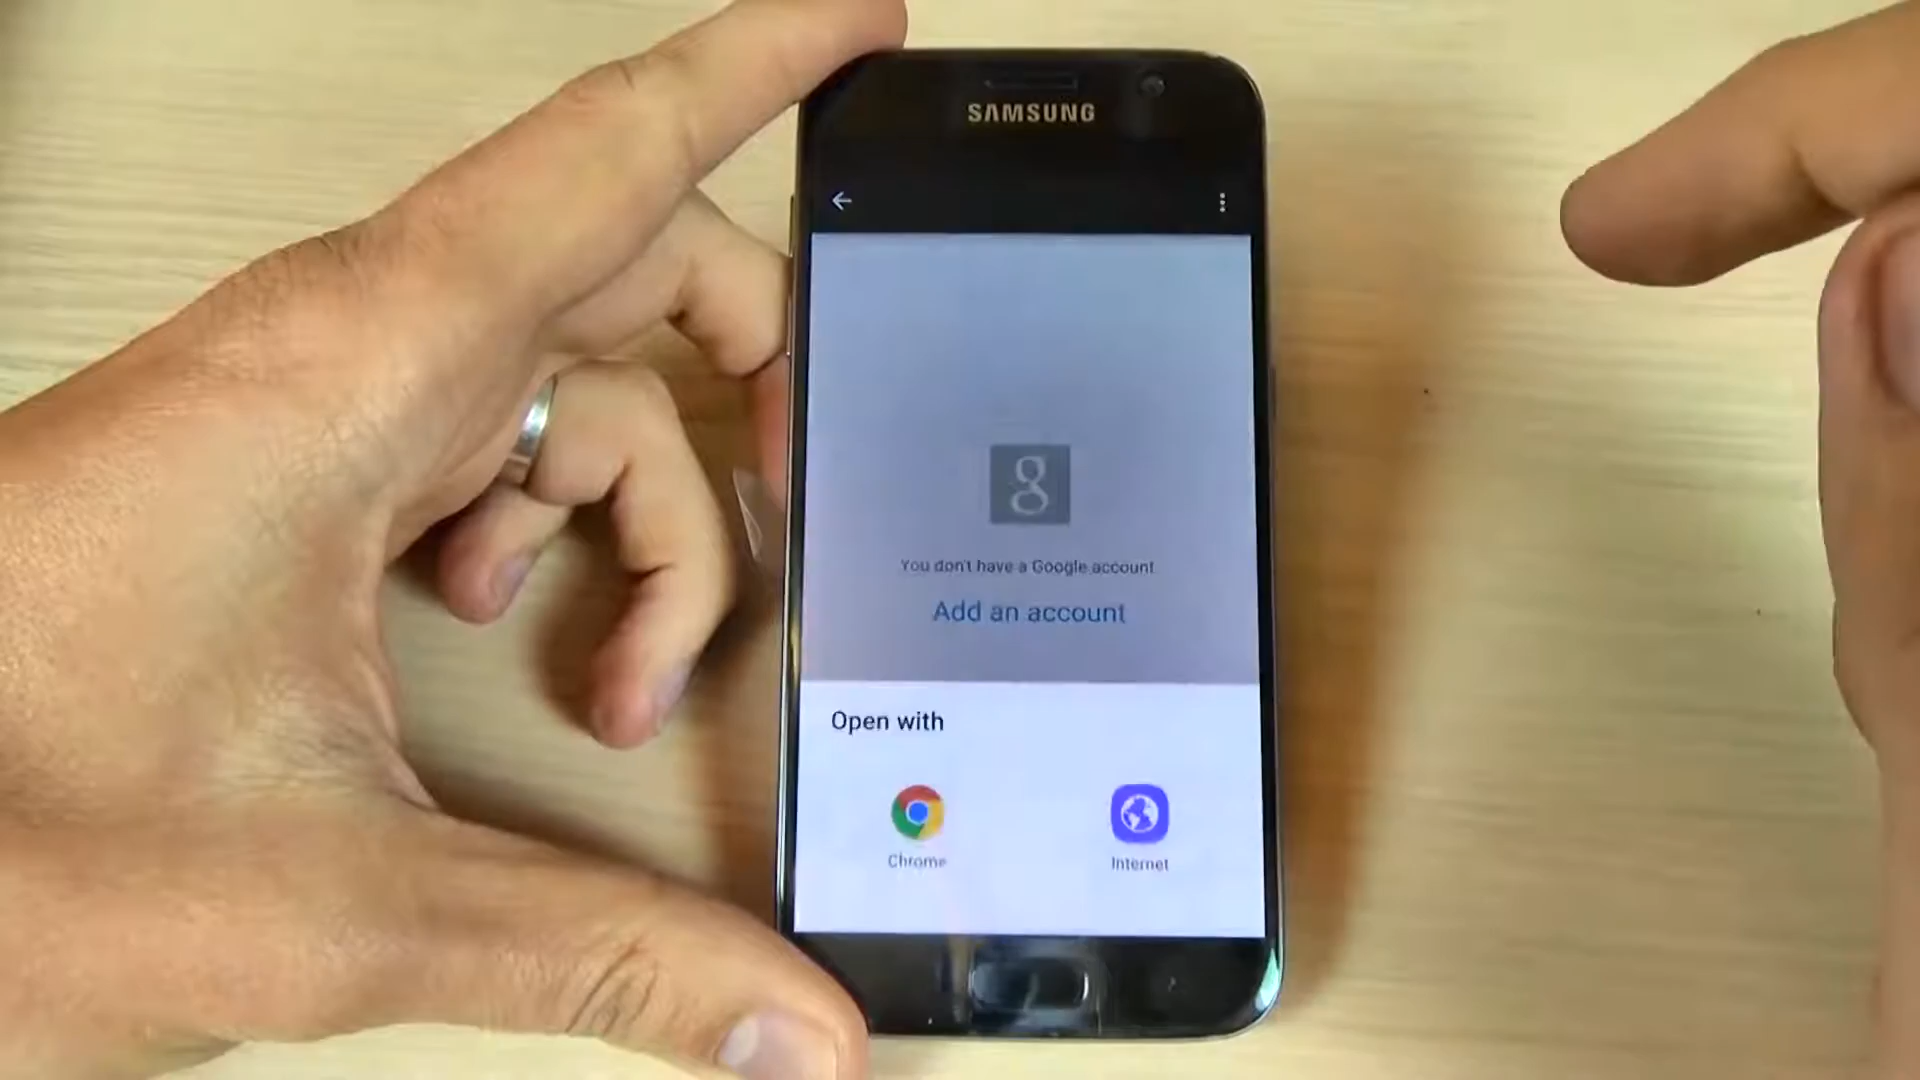 SAMSUNG
g
You don't have a Google account
Add an account
Open with
Chrome
Internet